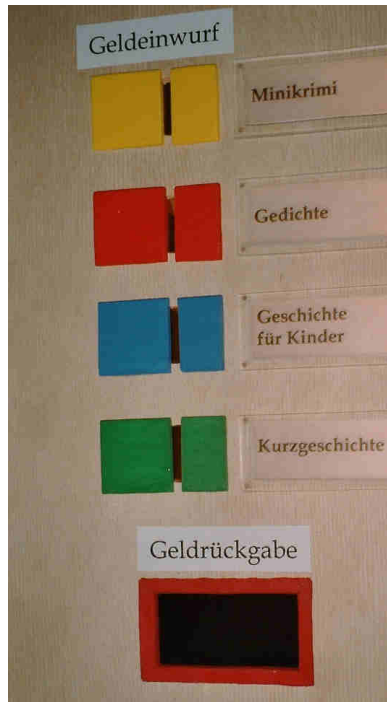 Geldeinwurf
Minikrimi
Gedichte
Geschichte
für Kinder
Kurzgeschichte
Geldrückgabe